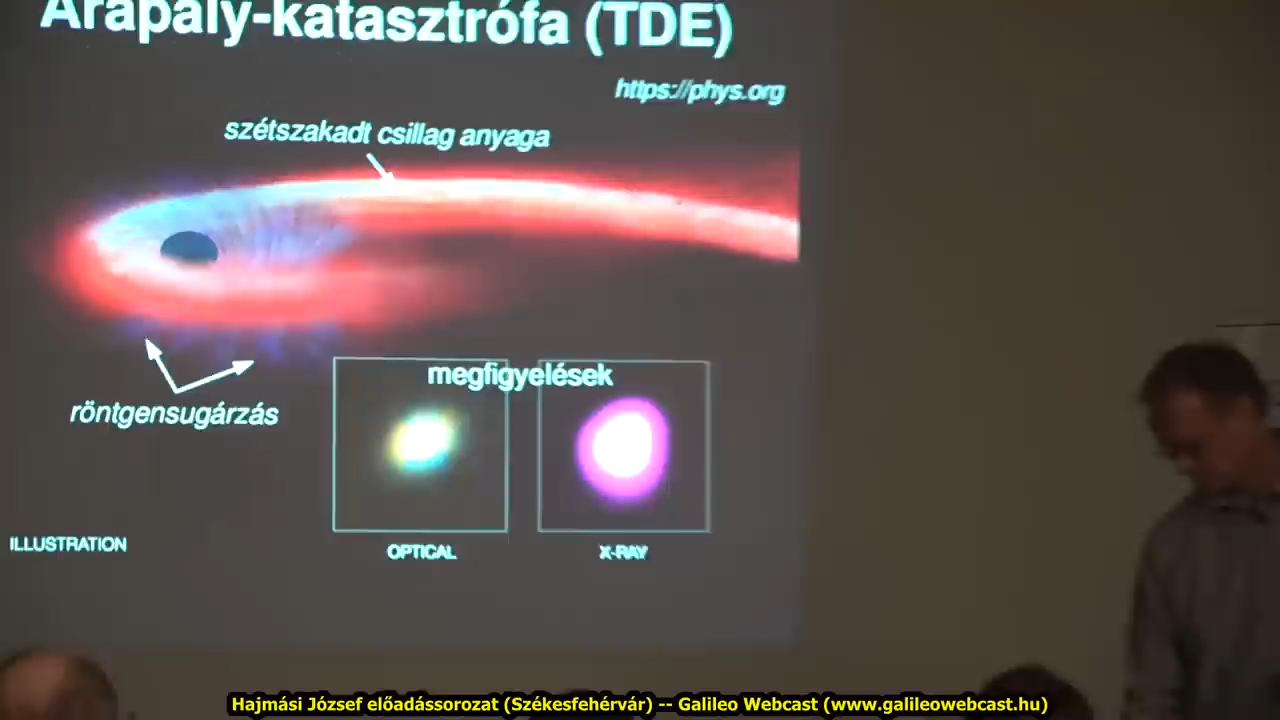 Árapály-katasztrófa (TDE)
https://phys.org
szétszakadt csillag anyaga
megfigyelések
röntgensugárzás
ILLUSTRATION
OPTICAL
X-RAY
Hajmási József előadássorozat (Székesfehérvár) -- Galileo Webcast (www.galileowebcast.hu)